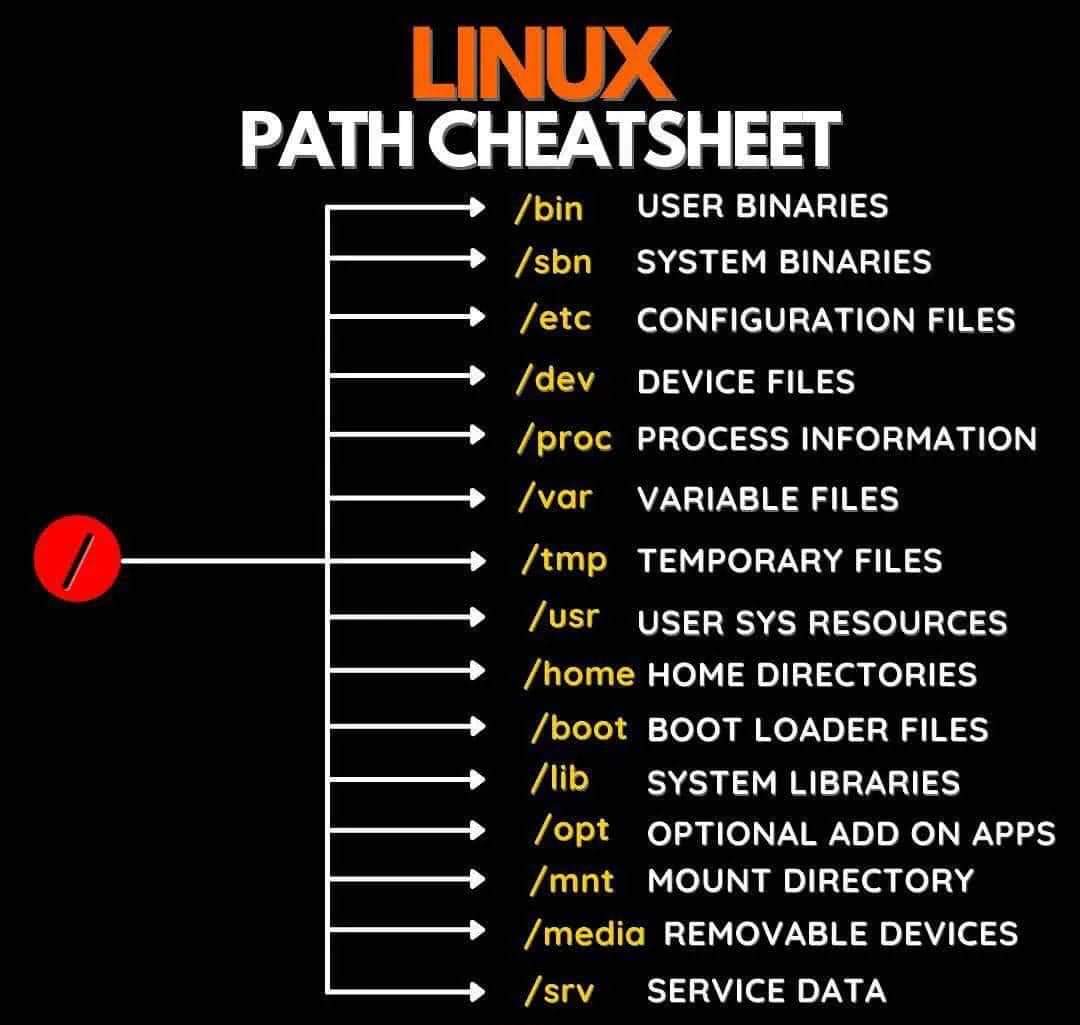 LINUX
PATH CHEATSHEET
/bin USER BINARIES
/sbn SYSTEM BINARIES
/etc CONFIGURATION FILES
/dev DEVICE FILES
/proc PROCESS INFORMATION
/var VARIABLE FILES
/
/tmp TEMPORARY FILES
/usr USER SYS RESOURCES
/home HOME DIRECTORIES
/boot BOOT LOADER FILES
/lib SYSTEM LIBRARIES
/opt OPTIONAL ADD ON APPS
/mnt MOUNT DIRECTORY
/media REMOVABLE DEVICES
/srv SERVICE DATA